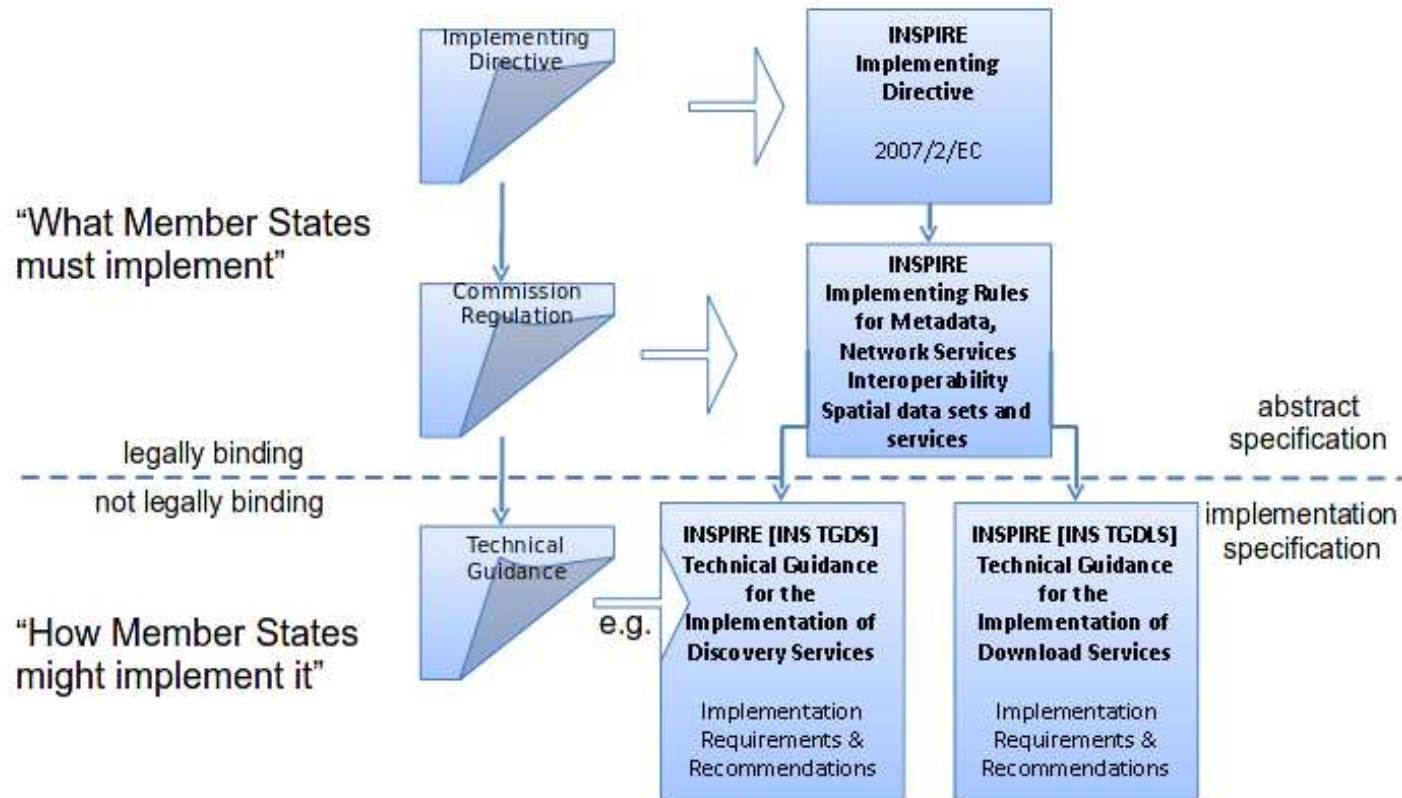 Implementing
Directive
INSPIRE
Implementing
Directive
2007/2/EC
“What Member States
must implement”
Commission
Regulation
INSPIRE
Implementing Rules
for Metadata,
Network Services
Interoperability
Spatial data sets and
services
abstract
specification
legally binding
not legally binding
implementation
specification
Technical
Guidance
e.g.
“How Member States
might implement it”
INSPIRE [INS TGDS]
Technical Guidance
for the
Implementation of
Discovery Services
Implementation
Requirements &
Recommendations
INSPIRE [INS TGDLS]
Technical Guidance
for the
Implementation of
Download Services
Implementation
Requirements &
Recommendations